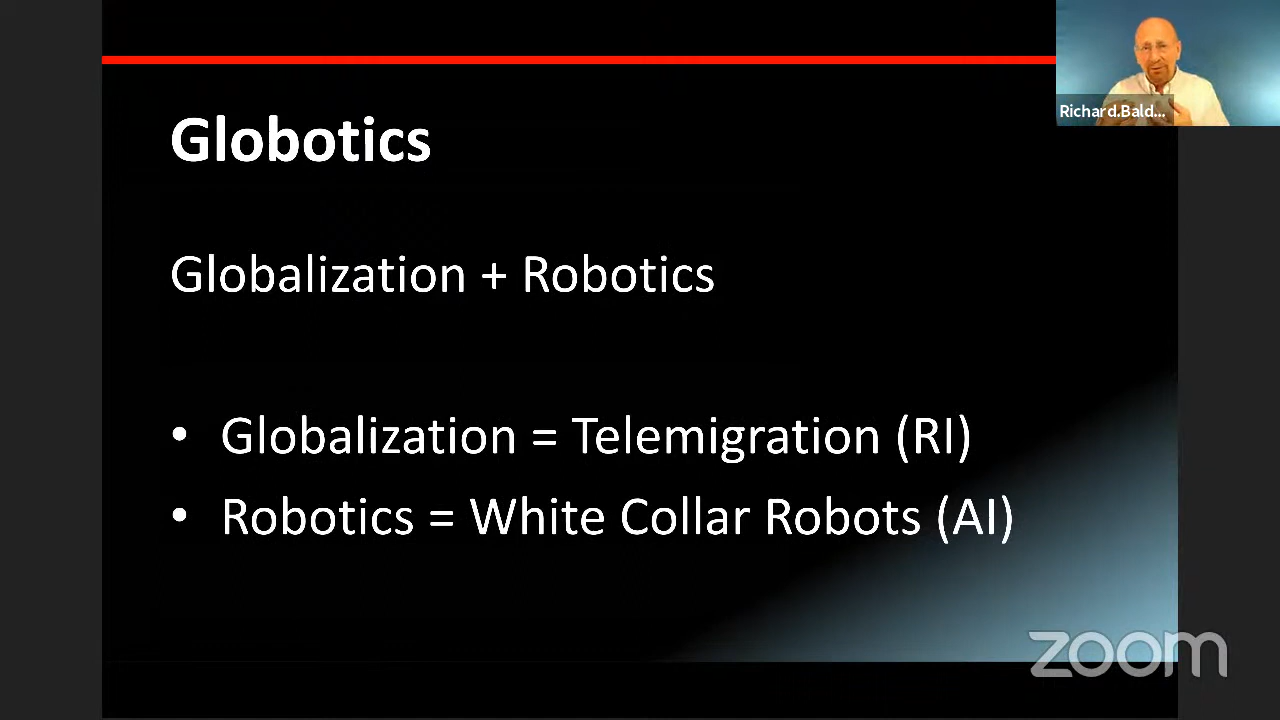 Richard.Bald...
Globotics
Globalization + Robotics
• Globalization = Telemigration (RI)
• Robotics = White Collar Robots (AI)
zoom